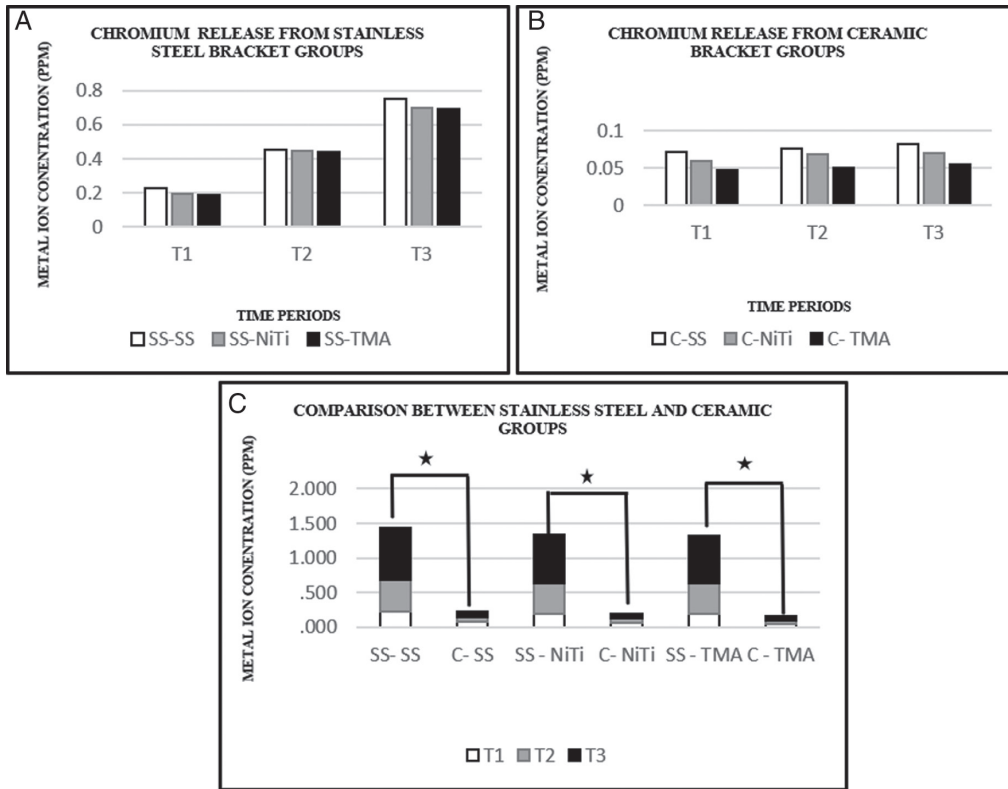 A
CHROMIUM RELEASE FROM STAINLESS
STEEL BRACKET GROUPS
METAL ION CONENTRATION (PPM)
0.8
0.6
0.4
0.2
0
T1 T2 T3
TIME PERIODS
SS-SS SS-NiTi SS-TMA
B
CHROMIUM RELEASE FROM CERAMIC
BRACKET GROUPS
METAL ION CONENTRATION (PPM)
0.1
0.05
0
T1 T2 T3
TIME PERIODS
C-SS C-NiTi C- TMA
C
COMPARISON BETWEEN STAINLESS STEEL AND CERAMIC
GROUPS
METAL ION CONENTRATION (PPM)
2.000
1.500
1.000
.500
.000
SS- SS C- SS SS - NiTi C- NiTi SS - TMA C - TMA
T1 T2 T3